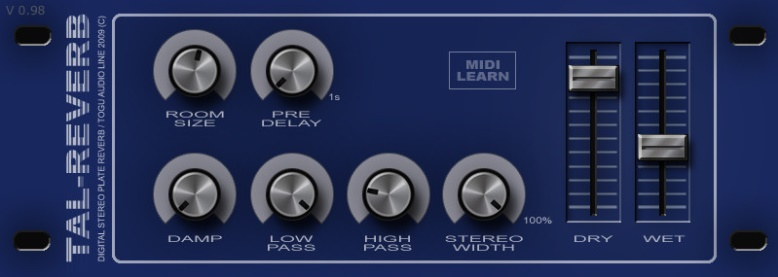 V 0.98
TAL-REVERB
DIGITAL STEREO PLATE REVERB / TOGU AUDIO LINE 2009 (C)
MIDI
LEARN
1s
ROOM
SIZE
PRE
DELAY
100%
DAMP
LOW
PASS
HIGH
PASS
STEREO
WIDTH
DRY
WET